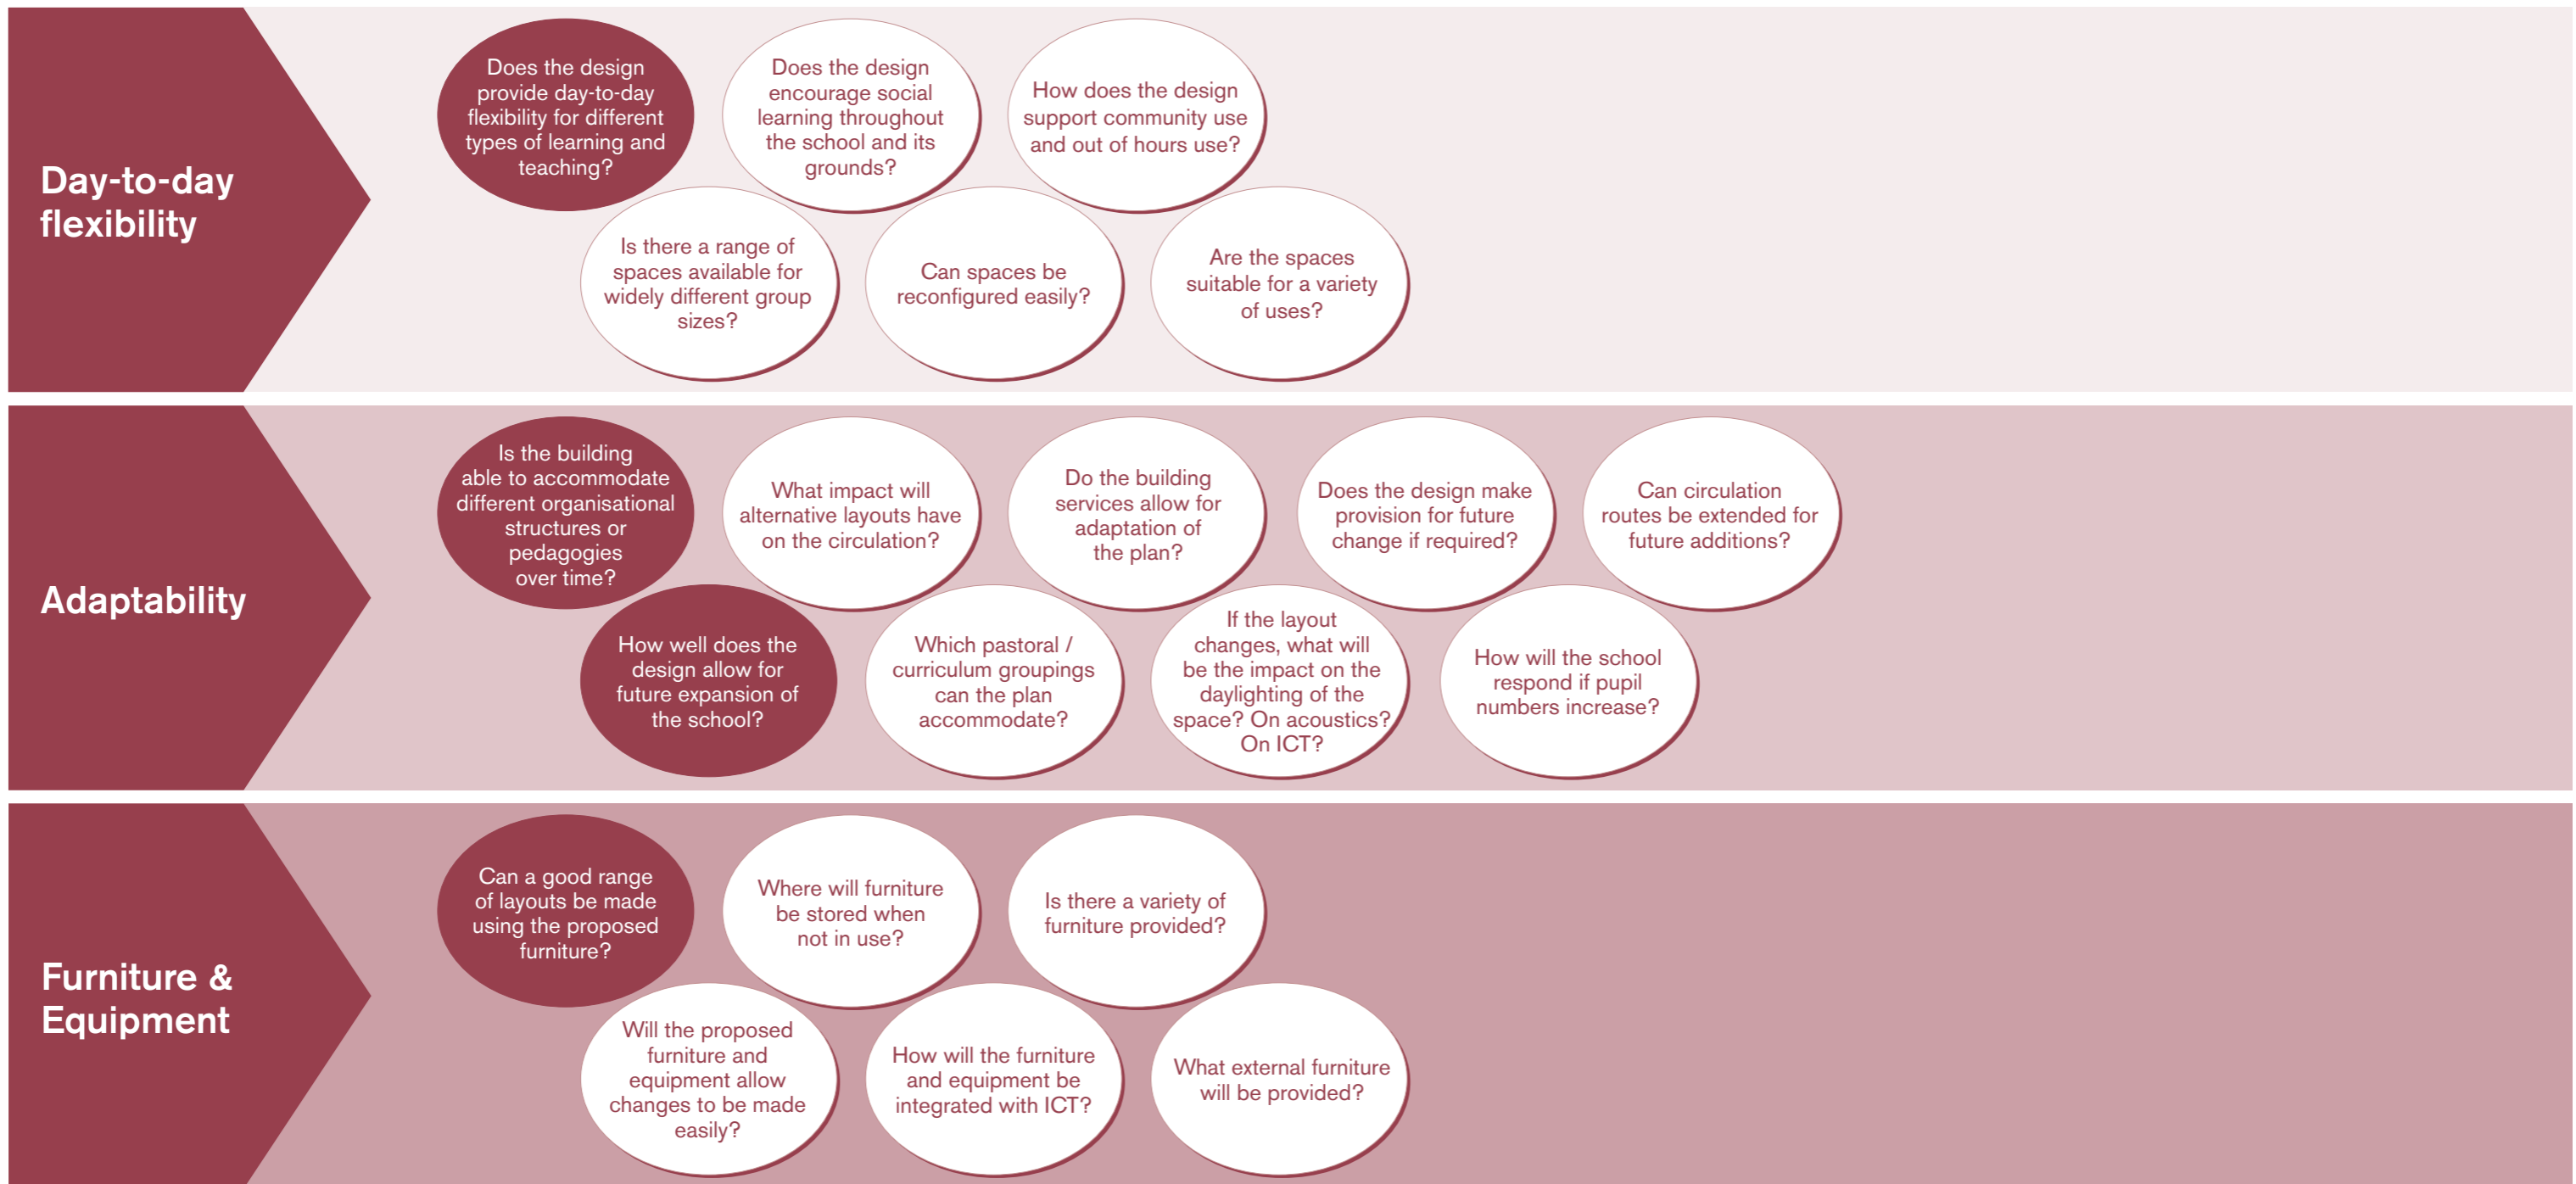 Day-to-day
flexibility
Does the design
provide day-to-day
flexibility for different
types of learning and
teaching?
Does the design
encourage social
learning throughout
the school and its
grounds?
How does the design
support community use
and out of hours use?
Is there a range of
spaces available for
widely different group
sizes?
Can spaces be
reconfigured easily?
Are the spaces
suitable for a variety
of uses?
Adaptability
Is the building
able to accommodate
different organisational
structures or
pedagogies
over time?
What impact will
alternative layouts have
on the circulation?
Do the building
services allow for
adaptation of
the plan?
Does the design make
provision for future
change if required?
Can circulation
routes be extended for
future additions?
How well does the
design allow for
future expansion of
the school?
Which pastoral /
curriculum groupings
can the plan
accommodate?
If the layout
changes, what will
be the impact on the
daylighting of the
space? On acoustics?
On ICT?
How will the school
respond if pupil
numbers increase?
Furniture &
Equipment
Can a good range
of layouts be made
using the proposed
furniture?
Where will furniture
be stored when
not in use?
Is there a variety of
furniture provided?
Will the proposed
furniture and
equipment allow
changes to be made
easily?
How will the furniture
and equipment be
integrated with ICT?
What external furniture
will be provided?